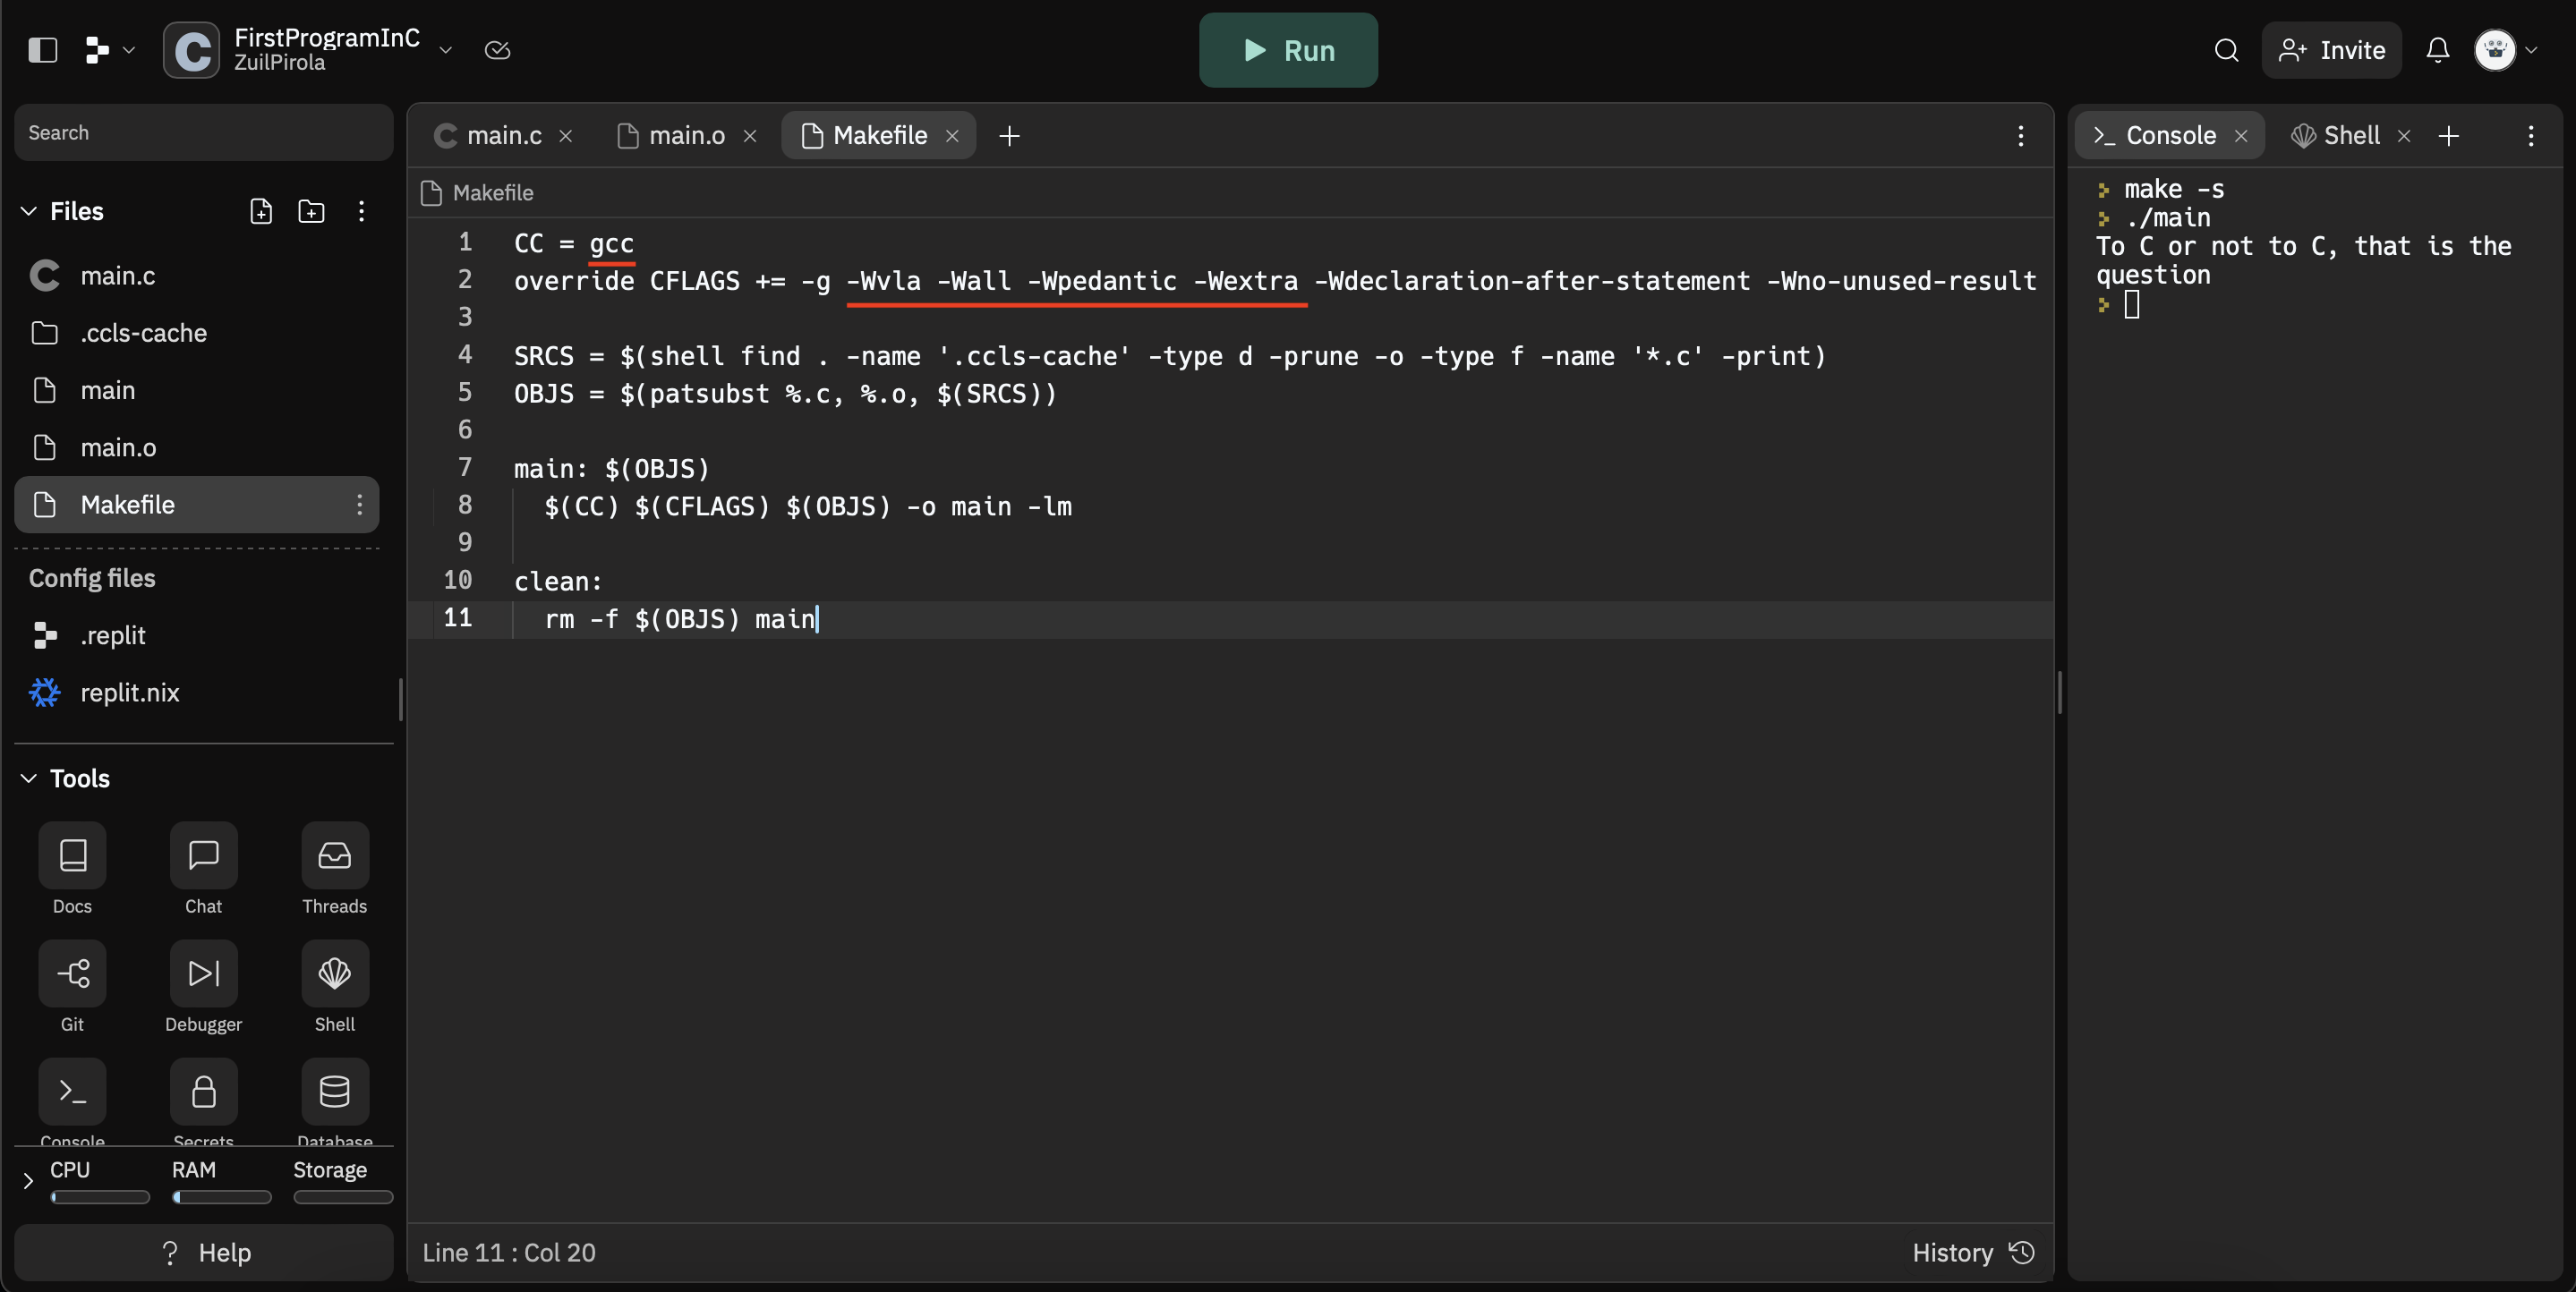 FirstProgramInC
ZuilPirola
Run
Invite
Search
Files
main.c
.ccls-cache
main
main.o
Makefile
Config files
.replit
replit.nix
Tools
Docs
Chat
Threads
Git
Debugger
Shell
Console
Secrets
Database
CPU
RAM
Storage
? Help
main.c
main.o
Makefile
Makefile
1 CC = gcc
2 override CFLAGS += -g -Wvla -Wall -Wpedantic -Wextra -Wdeclaration-after-statement -Wno-unused-result
3
4 SRCS = $(shell find . -name '.ccls-cache' -type d -prune -o -type f -name '*.c' -print)
5 OBJS = $(patsubst %.c, %.o, $(SRCS))
6
7 main: $(OBJS)
8 $(CC) $(CFLAGS) $(OBJS) -o main -lm
9
10 clean:
11 rm -f $(OBJS) main
Line 11 : Col 20
History
Console
Shell
make -s
./main
To C or not to C, that is the
question